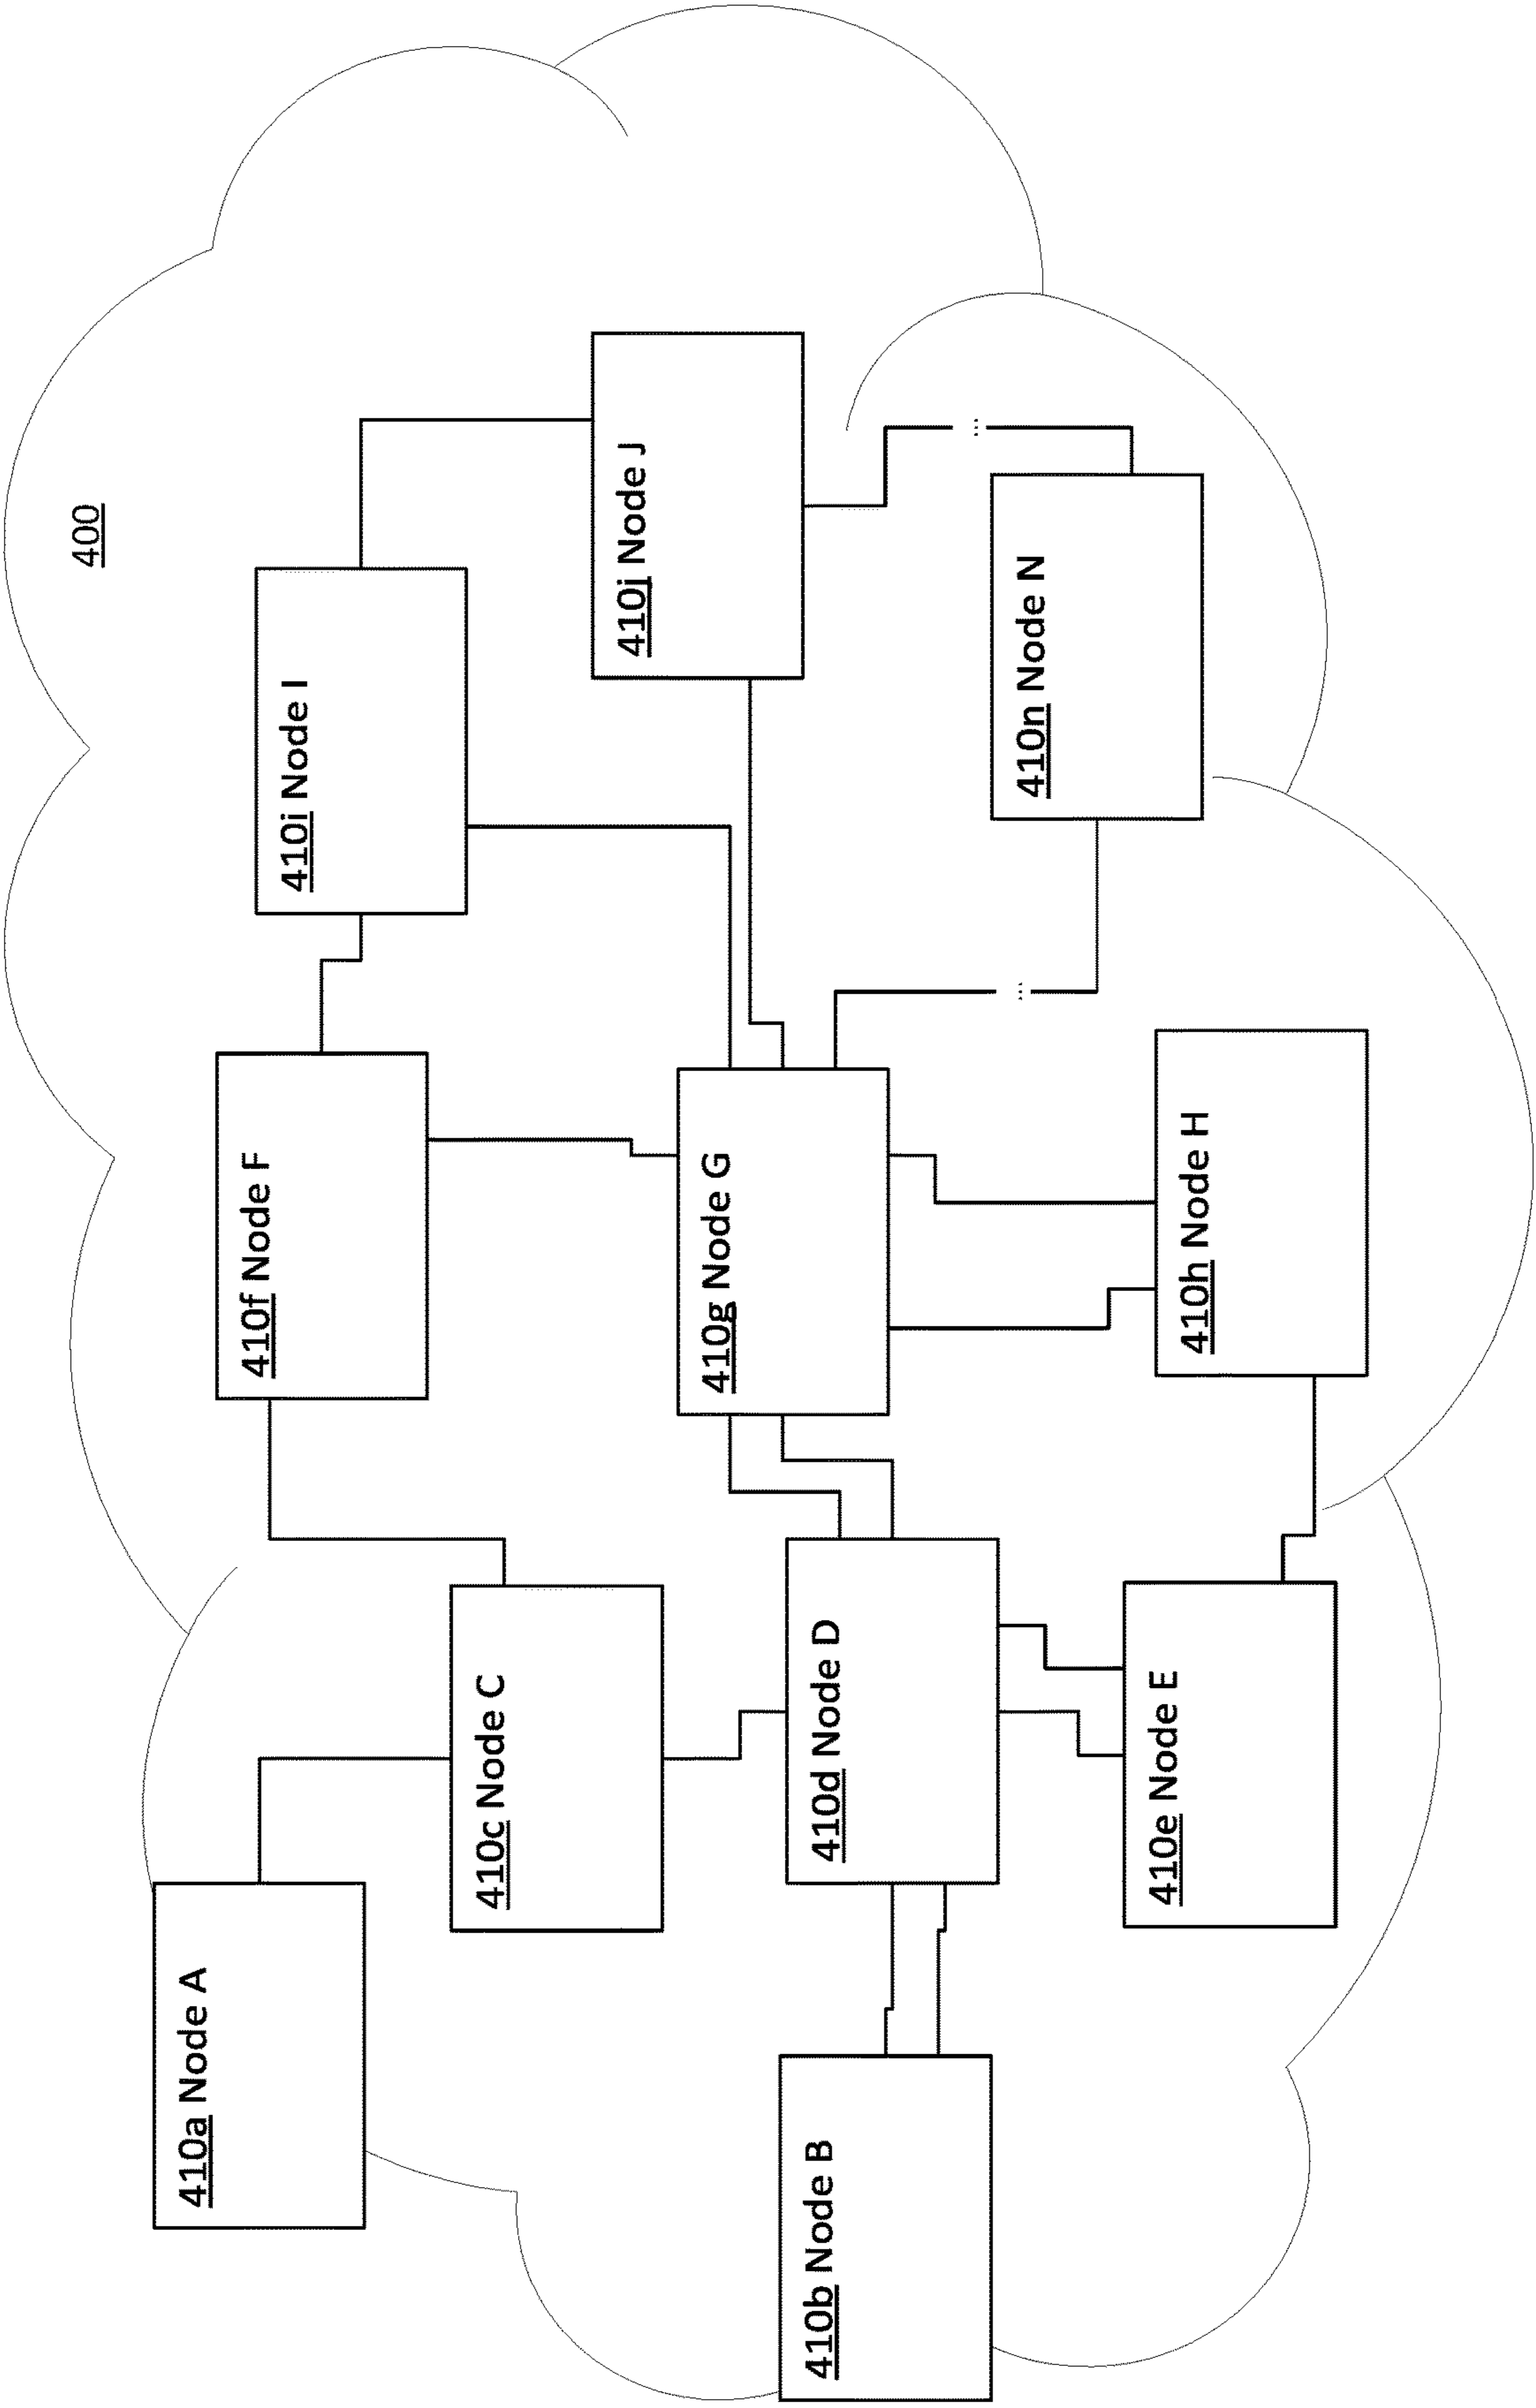 400
410a Node A
410b Node B
410c Node C
410d Node D
410e Node E
410f Node F
410g Node G
410h Node H
410i Node I
410j Node J
410n Node N
...
...